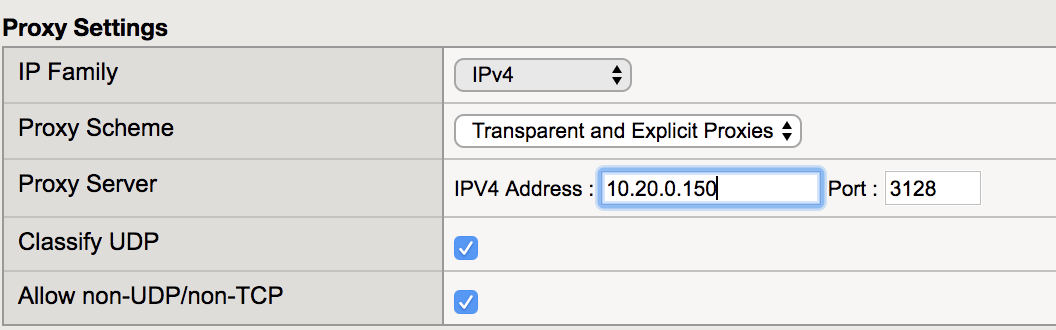 Proxy Settings
IP Family IPv4
Proxy Scheme Transparent and Explicit Proxies
Proxy Server IPV4 Address : 10.20.0.150 Port : 3128
Classify UDP
Allow non-UDP/non-TCP